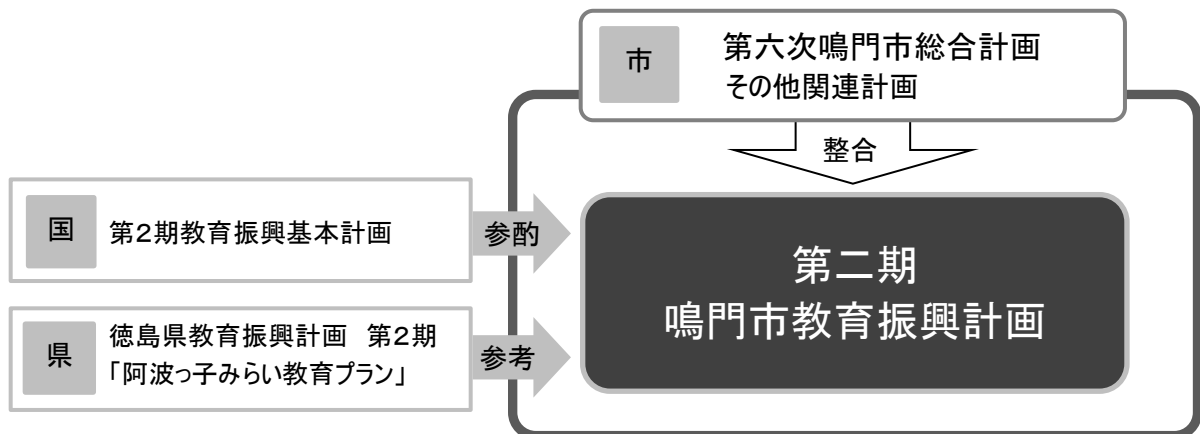 市
第六次鳴門市総合計画
その他関連計画
整合
国
第2期教育振興基本計画
参酌
第二期
鳴門市教育振興計画
県
徳島県教育振興計画　第2期
「阿波っ子みらい教育プラン」
参考